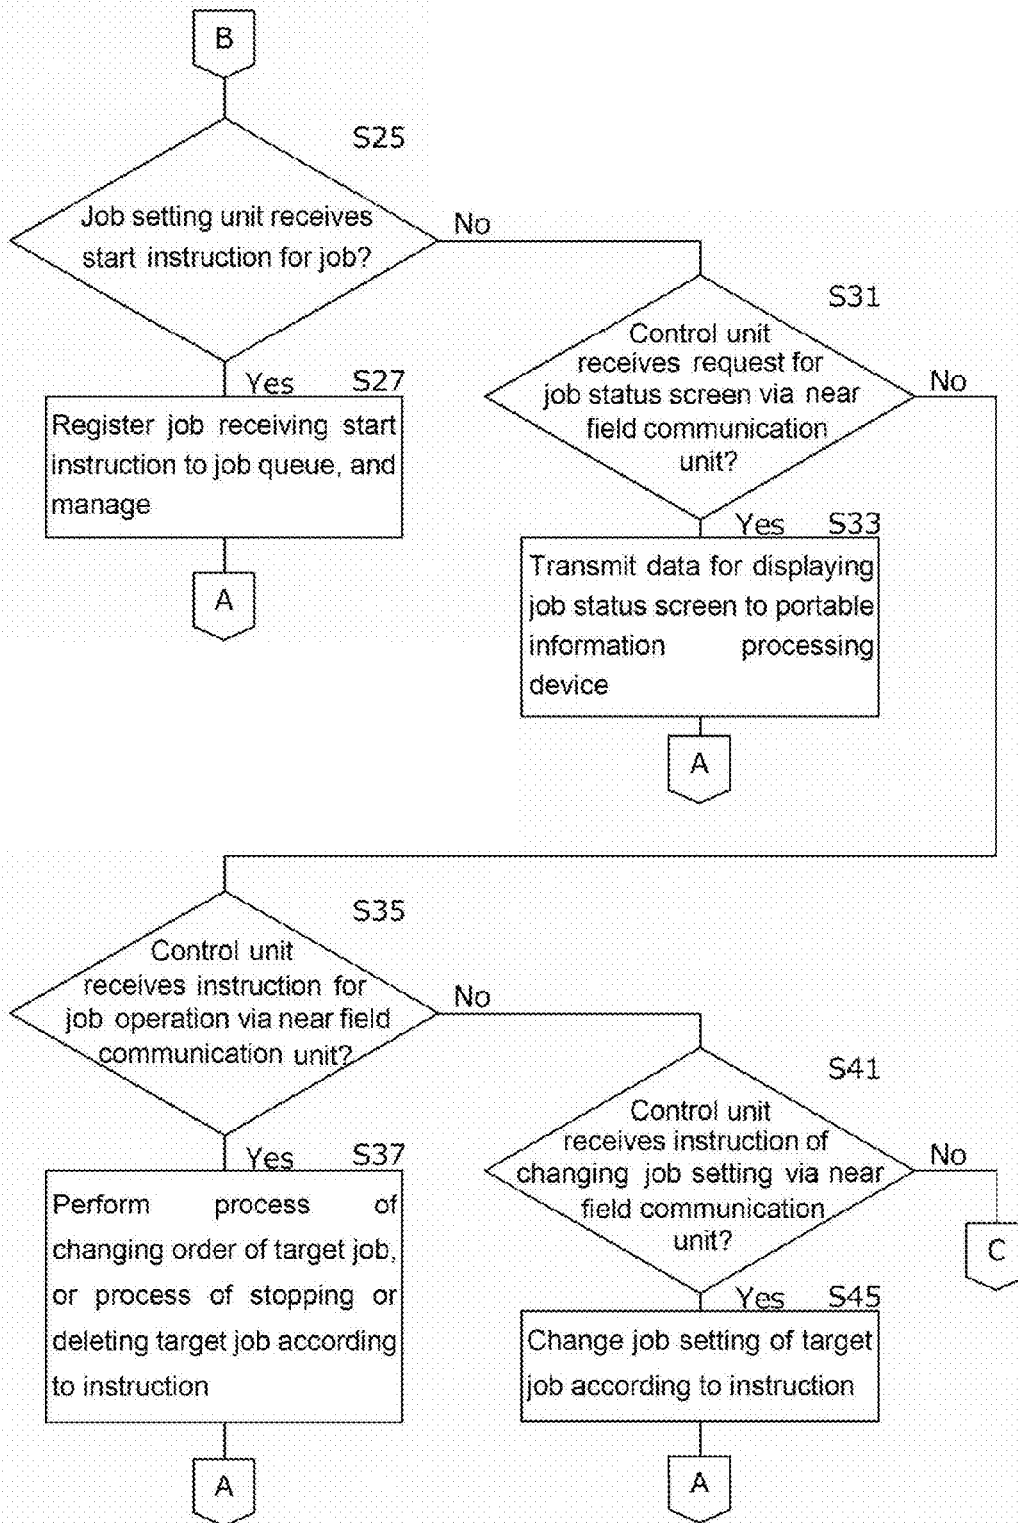 B
S25
Job setting unit receives
start instruction for job?
No
Yes
S27
Register job receiving start
instruction to job queue, and
manage
A
S31
Control unit
receives request for
job status screen via near
field communication
unit?
No
Yes
S33
Transmit data for displaying
job status screen to portable
information processing
device
A
S35
Control unit
receives instruction for
job operation via near field
communication unit?
No
Yes
S37
Perform process of
changing order of target job,
or process of stopping or
deleting target job according
to instruction
A
S41
Control unit
receives instruction of
changing job setting via near
field communication
unit?
No
C
Yes
S45
Change job setting of target
job according to instruction
A